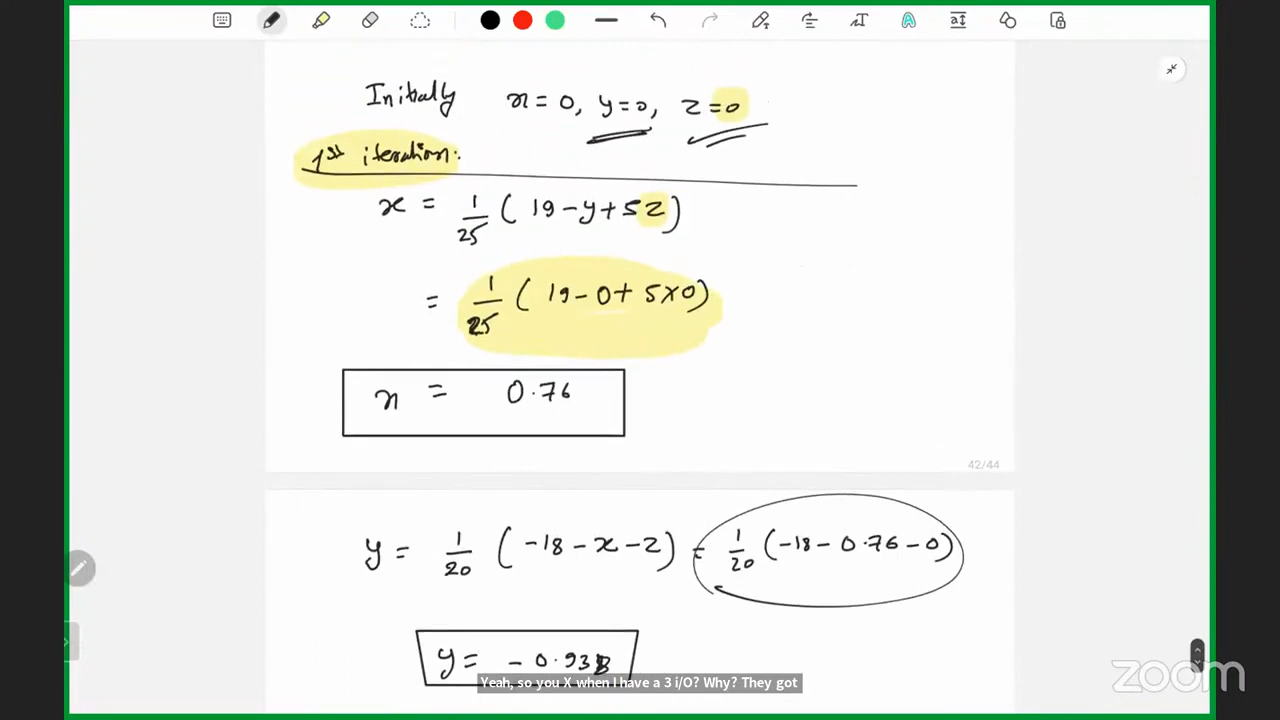 Initially x = 0, y = 0, z = 0
1st iteration:
x = 1/25 ( 19 - y + 5z )
= 1/25 ( 19 - 0 + 5×0 )
x = 0.76
42/44
y = 1/20 ( -18 - x - z ) = 1/20 ( -18 - 0.76 - 0 )
y = - 0.938
Yeah, so you X when I have a 3 i/O? Why? They got
zoom